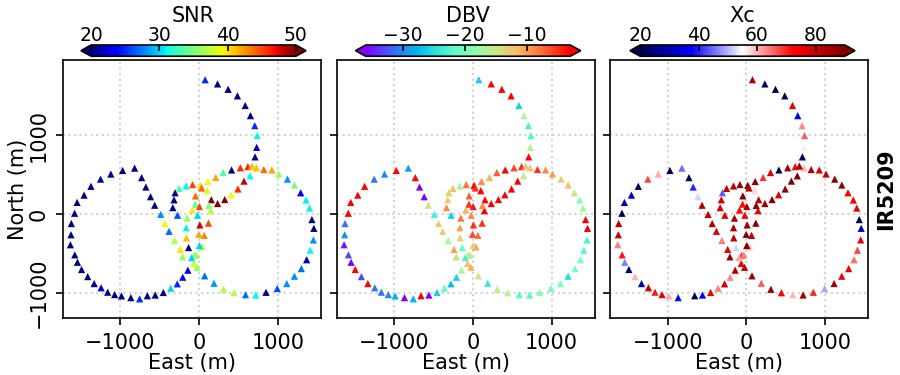 SNR
DBV
Xc
20 30 40 50
−30 −20 −10
20 40 60 80
North (m)
1000
0
−1000
−1000 0 1000
−1000 0 1000
−1000 0 1000
East (m)
East (m)
East (m)
IR5209